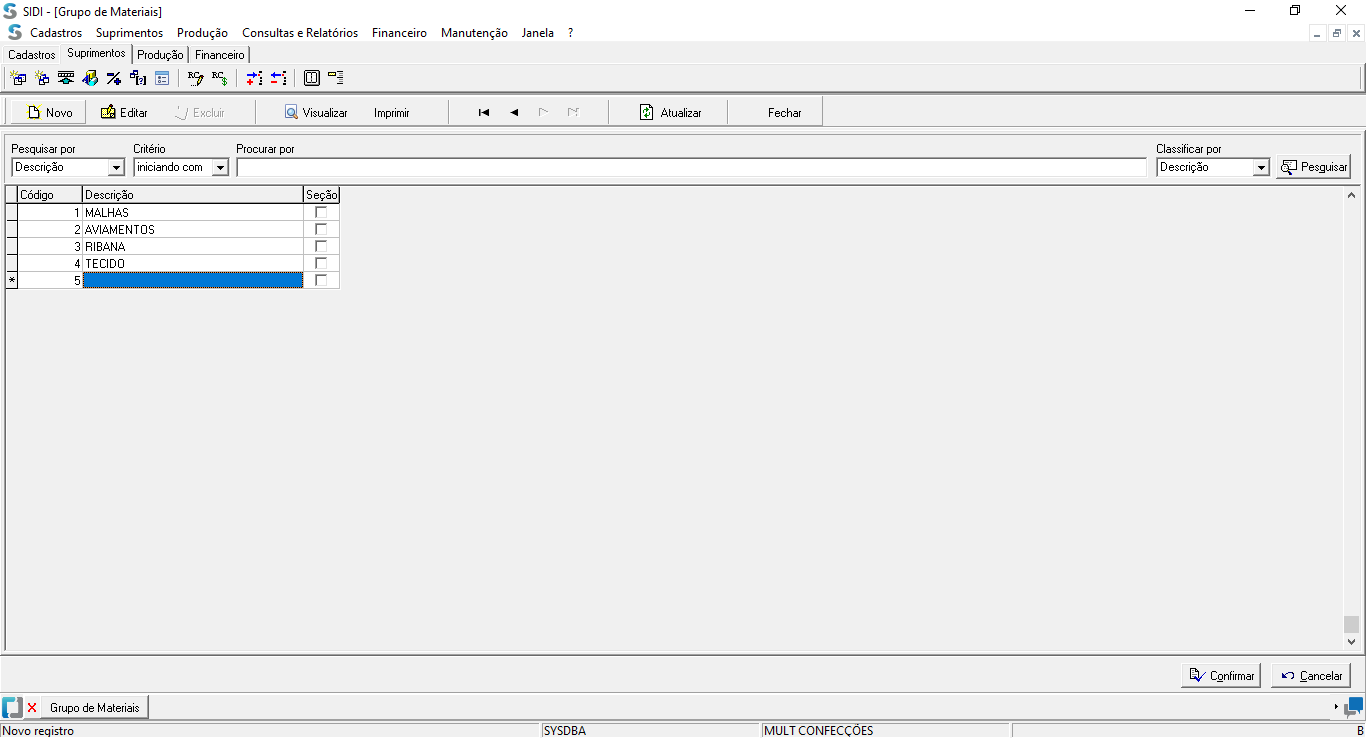 SIDI - [Grupo de Materiais]
Cadastros Suprimentos Produção Consultas e Relatórios Financeiro Manutenção Janela ?
Cadastros Suprimentos Produção Financeiro
Novo Editar Excluir Visualizar Imprimir Atualizar Fechar
Pesquisar por Critério Procurar por Classificar por
Descrição iniciando com Descrição Pesquisar
Código Descrição Seção
1 MALHAS
2 AVIAMENTOS
3 RIBANA
4 TECIDO
* 5
Confirmar Cancelar
Grupo de Materiais
Novo registro SYSDBA MULT CONFECÇÕES B